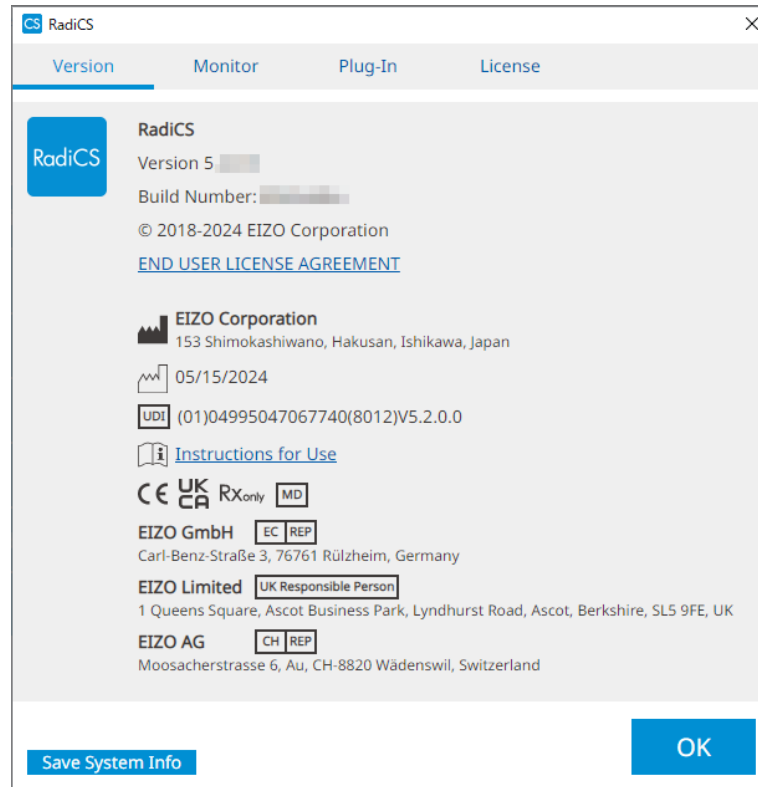 CS RadiCS
Version Monitor Plug-In License
RadiCS
RadiCS
Version 5.
Build Number:
© 2018-2024 EIZO Corporation
END USER LICENSE AGREEMENT
EIZO Corporation
153 Shimokashiwano, Hakusan, Ishikawa, Japan
05/15/2024
UDI (01)04995047067740(8012)V5.2.0.0
i Instructions for Use
CE UK CA Rx only MD
EIZO GmbH EC REP
Carl-Benz-Straße 3, 76761 Rülzheim, Germany
EIZO Limited UK Responsible Person
1 Queens Square, Ascot Business Park, Lyndhurst Road, Ascot, Berkshire, SL5 9FE, UK
EIZO AG CH REP
Moosacherstrasse 6, Au, CH-8820 Wädenswil, Switzerland
Save System Info
OK